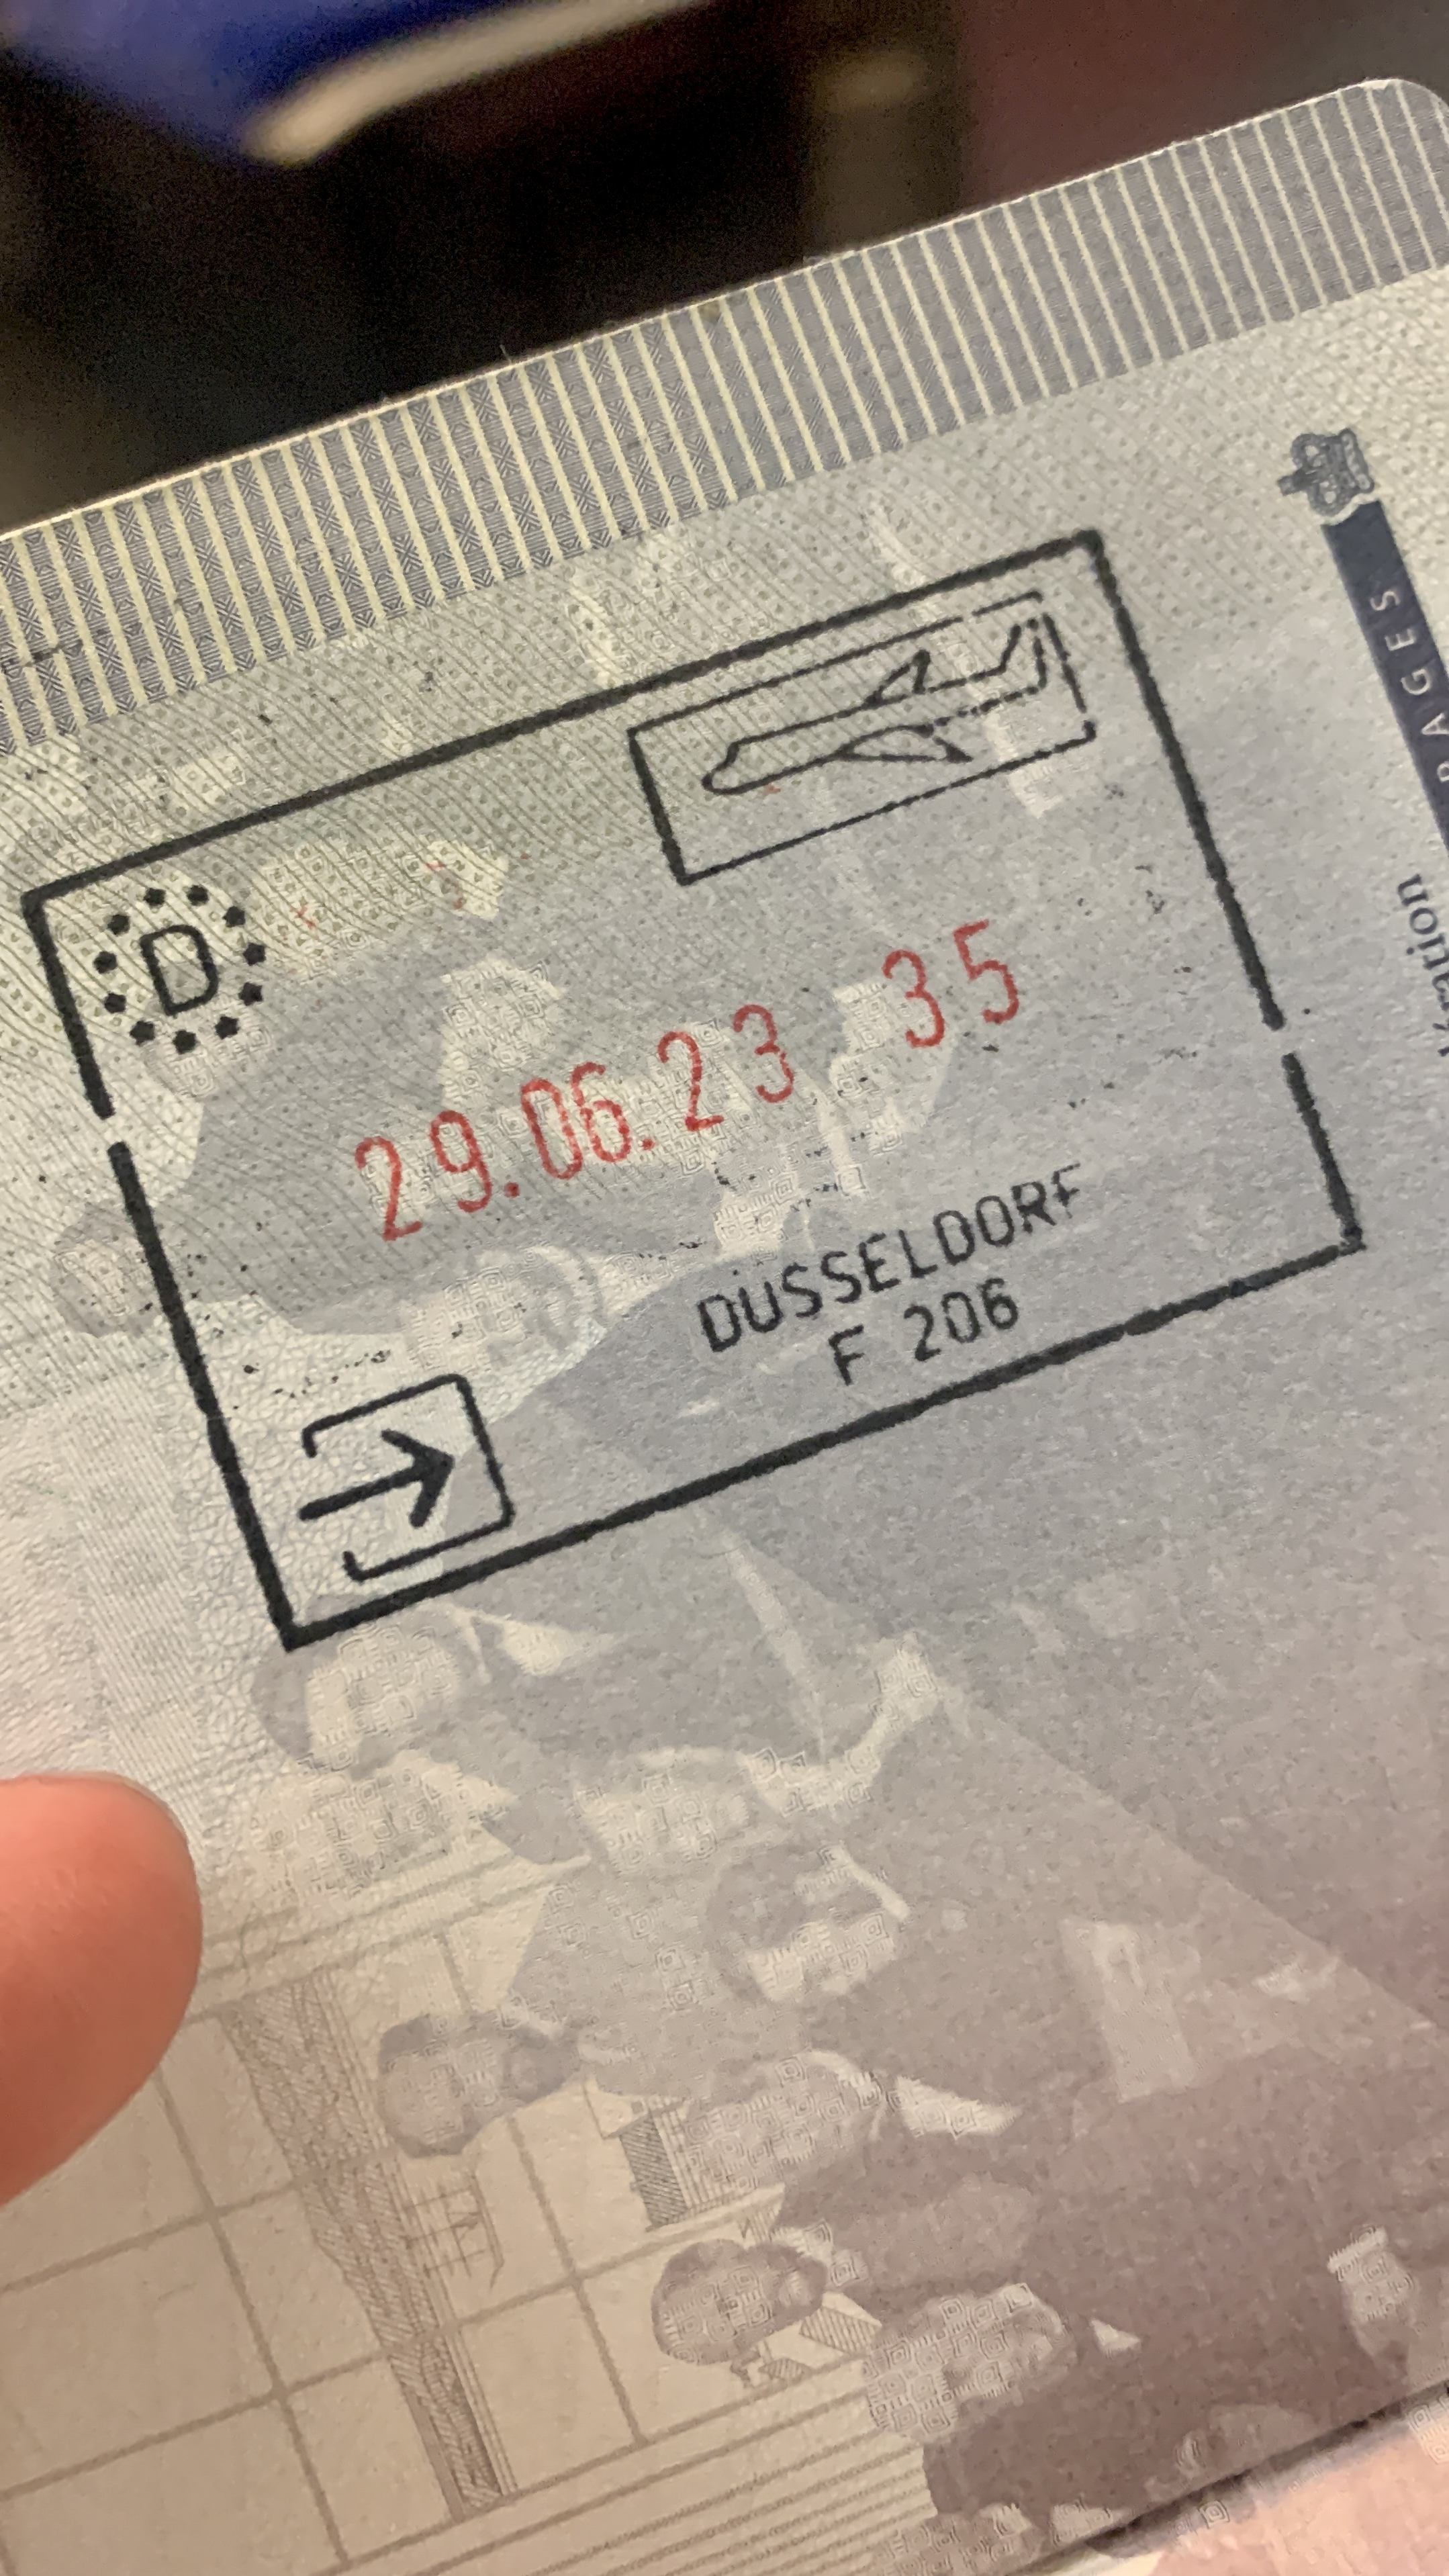 D
29.06.23 35
DUSSELDORF
F 206
PAGES